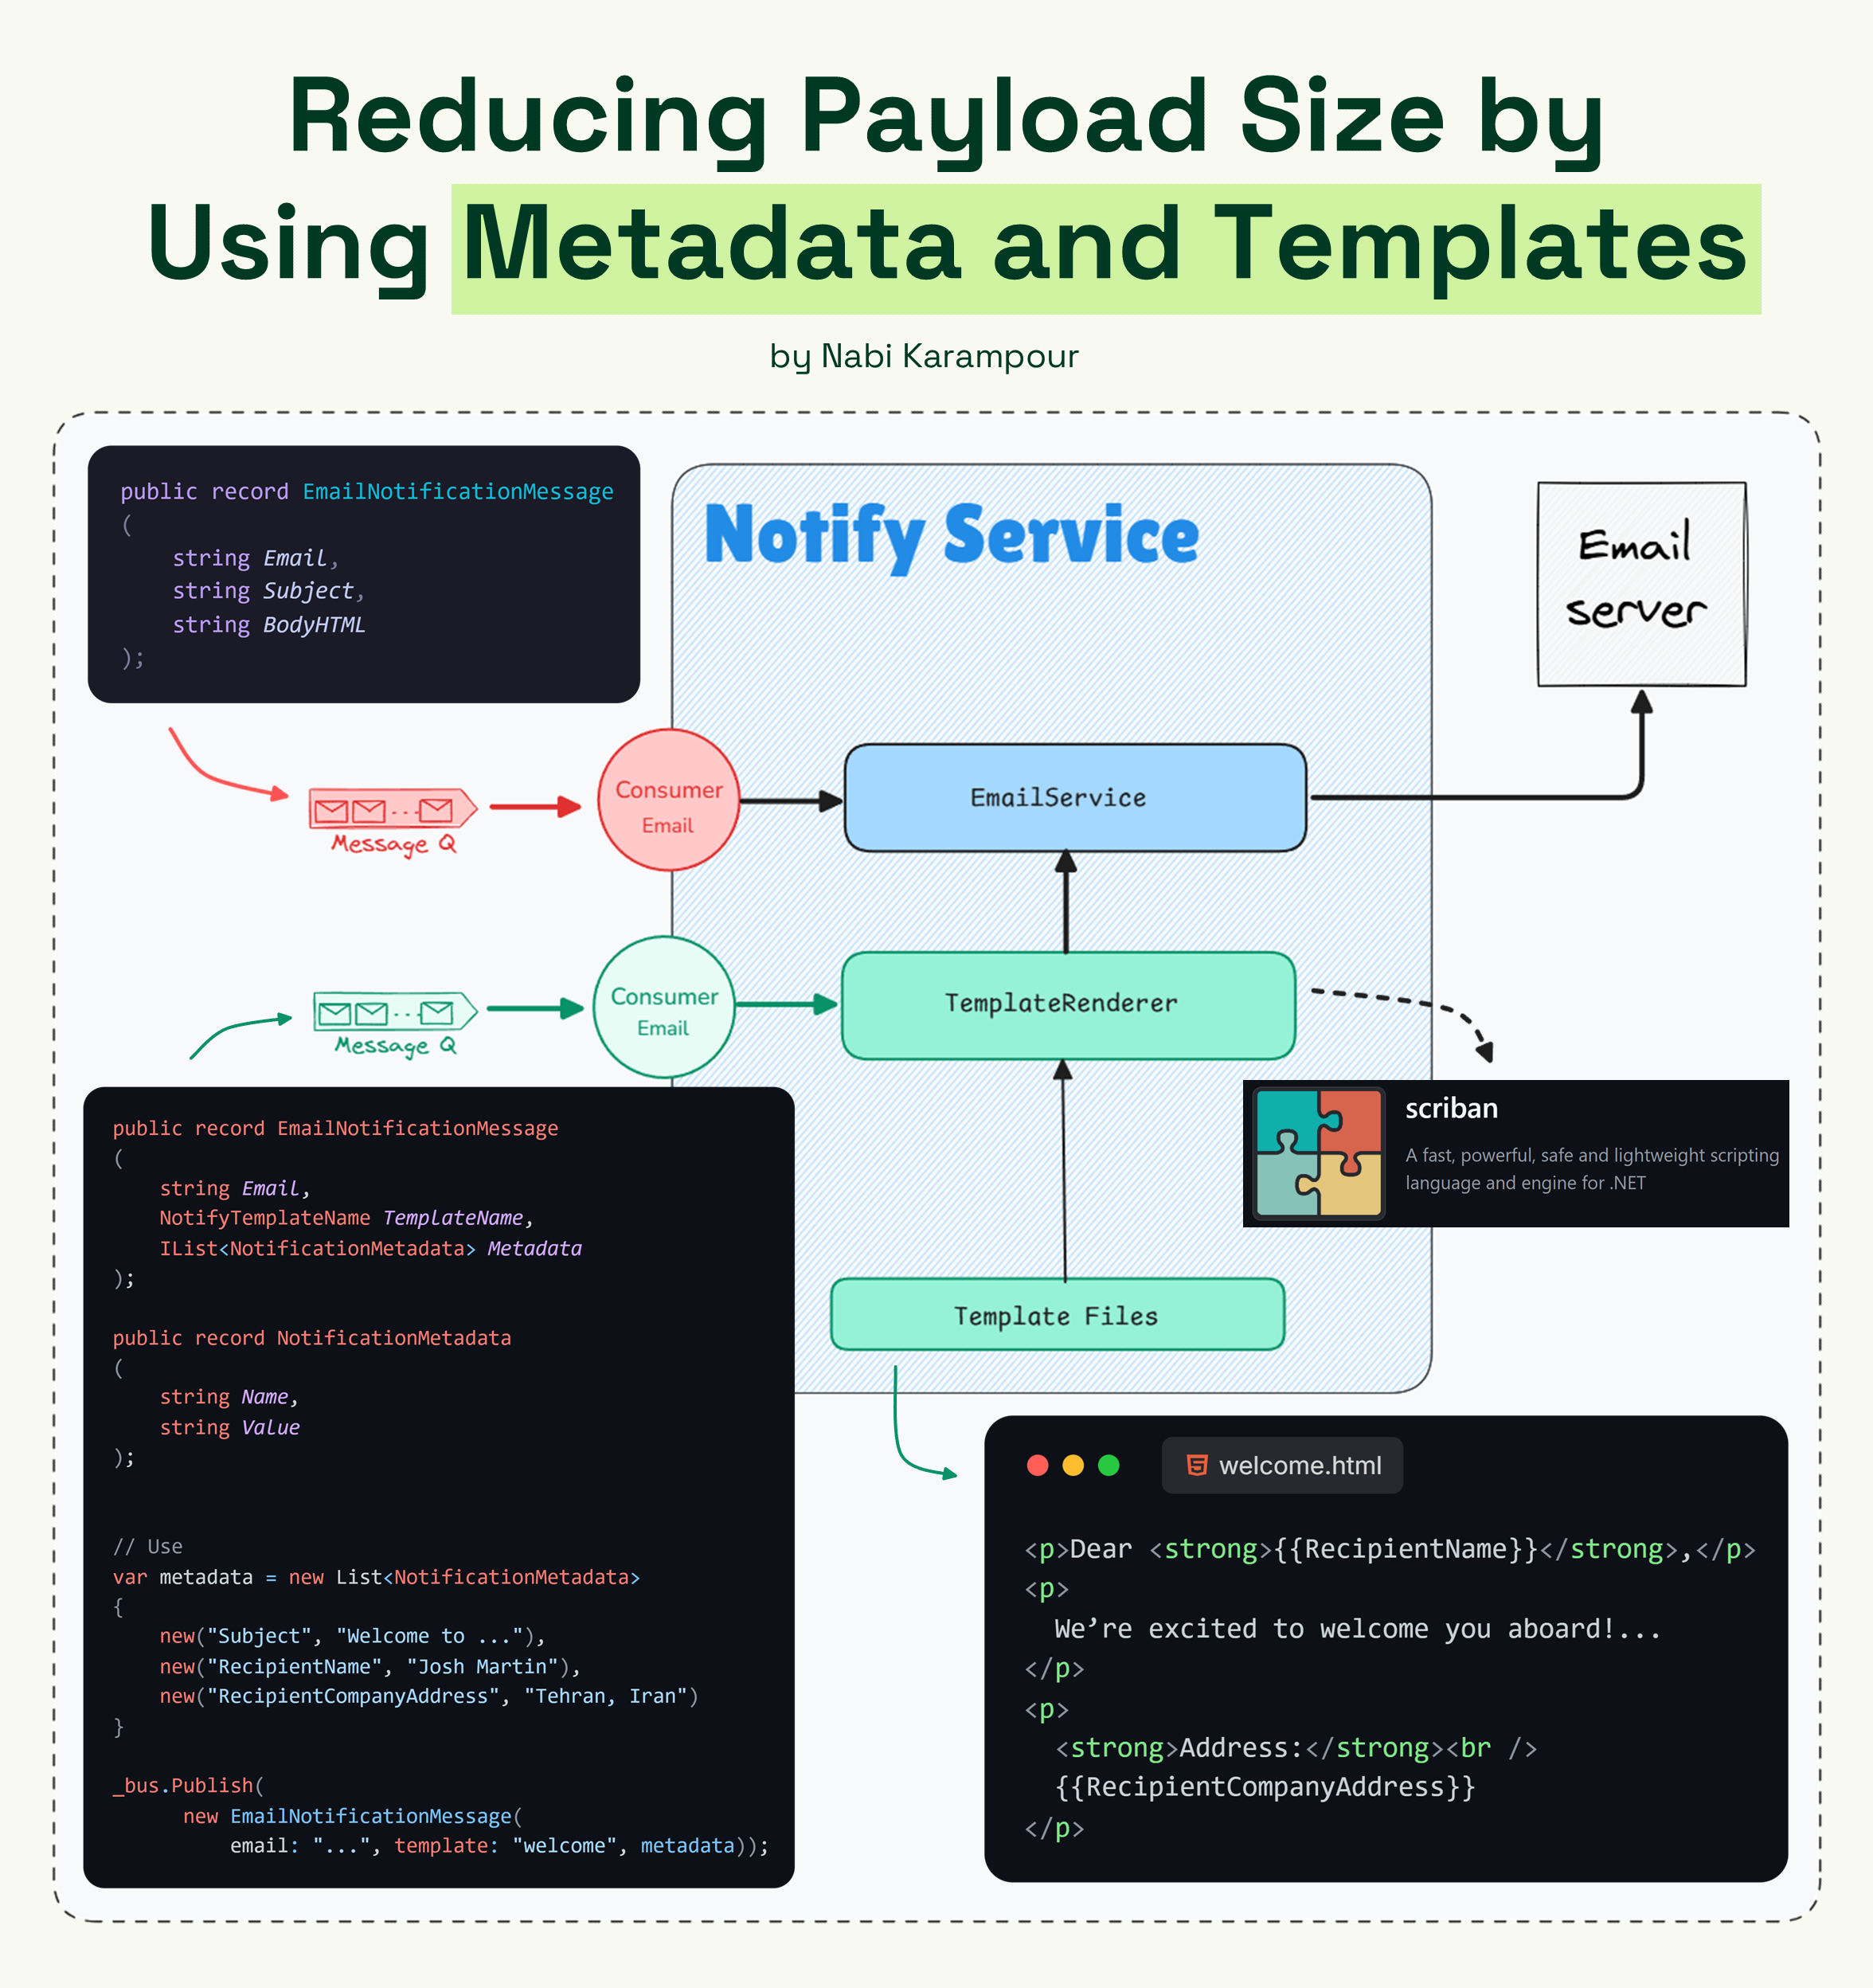 Reducing Payload Size by
Using Metadata and Templates
by Nabi Karampour
public record EmailNotificationMessage
(
    string Email,
    string Subject,
    string BodyHTML
);
Notify Service
Email
server
Consumer
Email
EmailService
Message Q
Consumer
Email
TemplateRenderer
Message Q
scriban
A fast, powerful, safe and lightweight scripting
language and engine for .NET
Template Files
public record EmailNotificationMessage
(
    string Email,
    NotifyTemplateName TemplateName,
    IList<NotificationMetadata> Metadata
);
public record NotificationMetadata
(
    string Name,
    string Value
);
// Use
var metadata = new List<NotificationMetadata>
{
    new("Subject", "Welcome to ..."),
    new("RecipientName", "Josh Martin"),
    new("RecipientCompanyAddress", "Tehran, Iran")
}
_bus.Publish(
      new EmailNotificationMessage(
          email: "...", template: "welcome", metadata));
welcome.html
<p>Dear <strong>{{RecipientName}}</strong>,</p>
<p>
  We’re excited to welcome you aboard!...
</p>
<p>
  <strong>Address:</strong><br />
  {{RecipientCompanyAddress}}
</p>